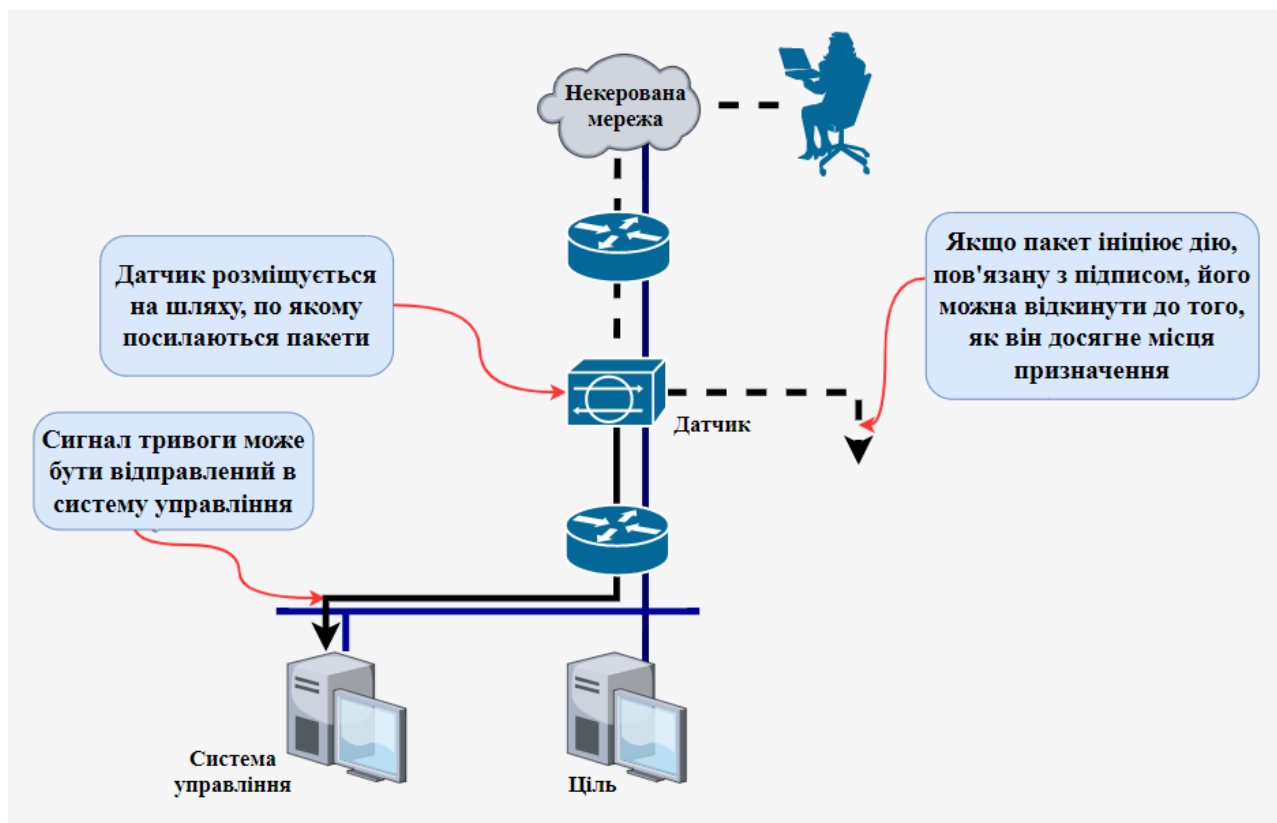 Некерована
мережа
Датчик розміщується
на шляху, по якому
посилаються пакети
Якщо пакет ініціює дію,
пов'язану з підписом, його
можна відкинути до того,
як він досягне місця
призначення
Датчик
Сигнал тривоги може
бути відправлений в
систему управління
Система
управління
Ціль